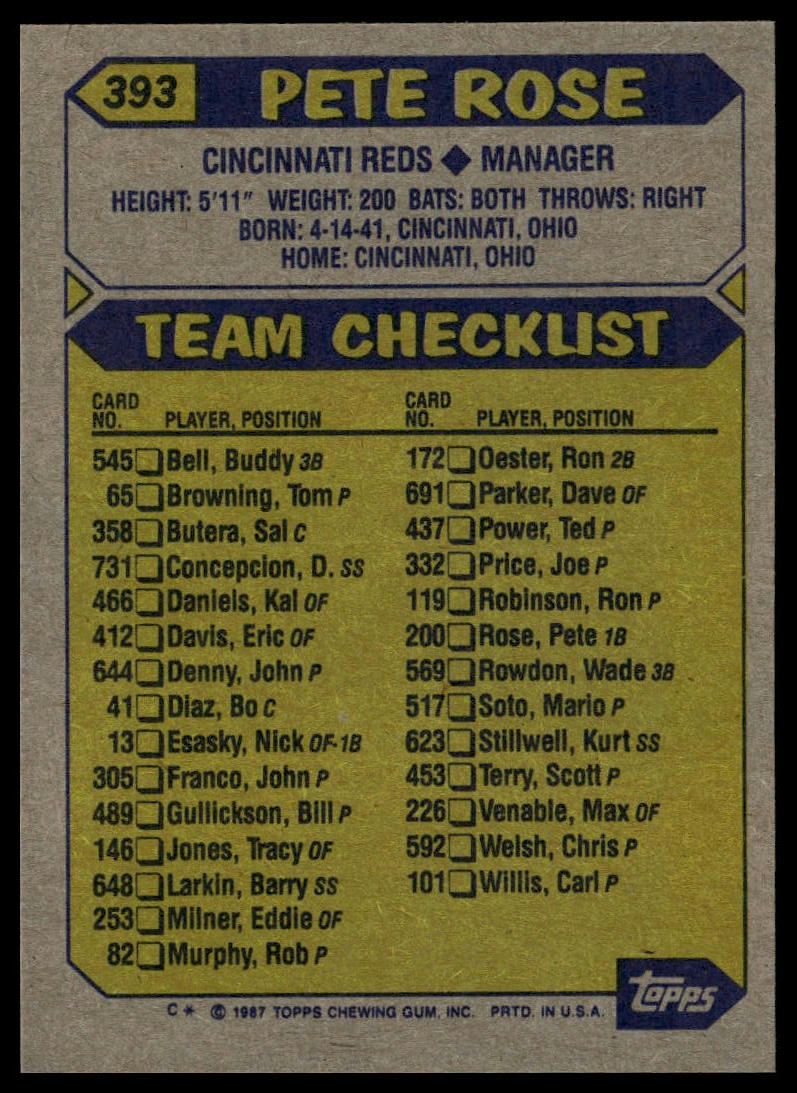 393 PETE ROSE
CINCINNATI REDS ◆ MANAGER
HEIGHT: 5'11" WEIGHT: 200 BATS: BOTH THROWS: RIGHT
BORN: 4-14-41, CINCINNATI, OHIO
HOME: CINCINNATI, OHIO
TEAM CHECKLIST
CARD
NO. PLAYER, POSITION
545 Bell, Buddy 3B
65 Browning, Tom P
358 Butera, Sal C
731 Concepcion, D. SS
466 Daniels, Kal OF
412 Davis, Eric OF
644 Denny, John P
41 Diaz, Bo C
13 Esasky, Nick OF-1B
305 Franco, John P
489 Gullickson, Bill P
146 Jones, Tracy OF
648 Larkin, Barry SS
253 Milner, Eddie OF
82 Murphy, Rob P
CARD
NO. PLAYER, POSITION
172 Oester, Ron 2B
691 Parker, Dave OF
437 Power, Ted P
332 Price, Joe P
119 Robinson, Ron P
200 Rose, Pete 1B
569 Rowdon, Wade 3B
517 Soto, Mario P
623 Stillwell, Kurt SS
453 Terry, Scott P
226 Venable, Max OF
592 Welsh, Chris P
101 Willis, Carl P
topps
C * © 1987 TOPPS CHEWING GUM, INC. PRTD. IN U.S.A.